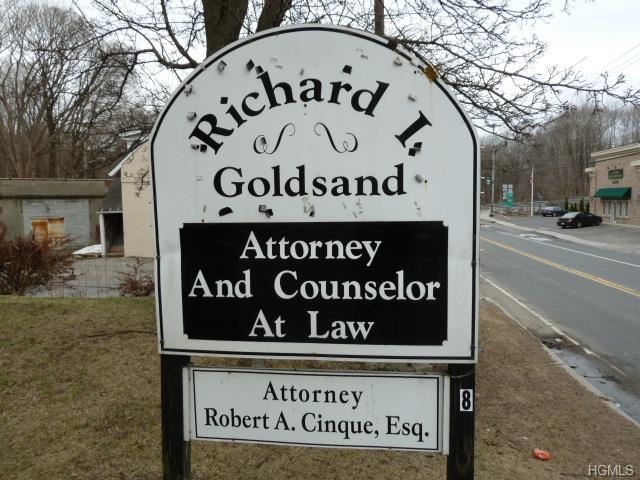 Richard I.
Goldsand
Attorney
And Counselor
At Law
Attorney
Robert A. Cinque, Esq.
8
HGMLS